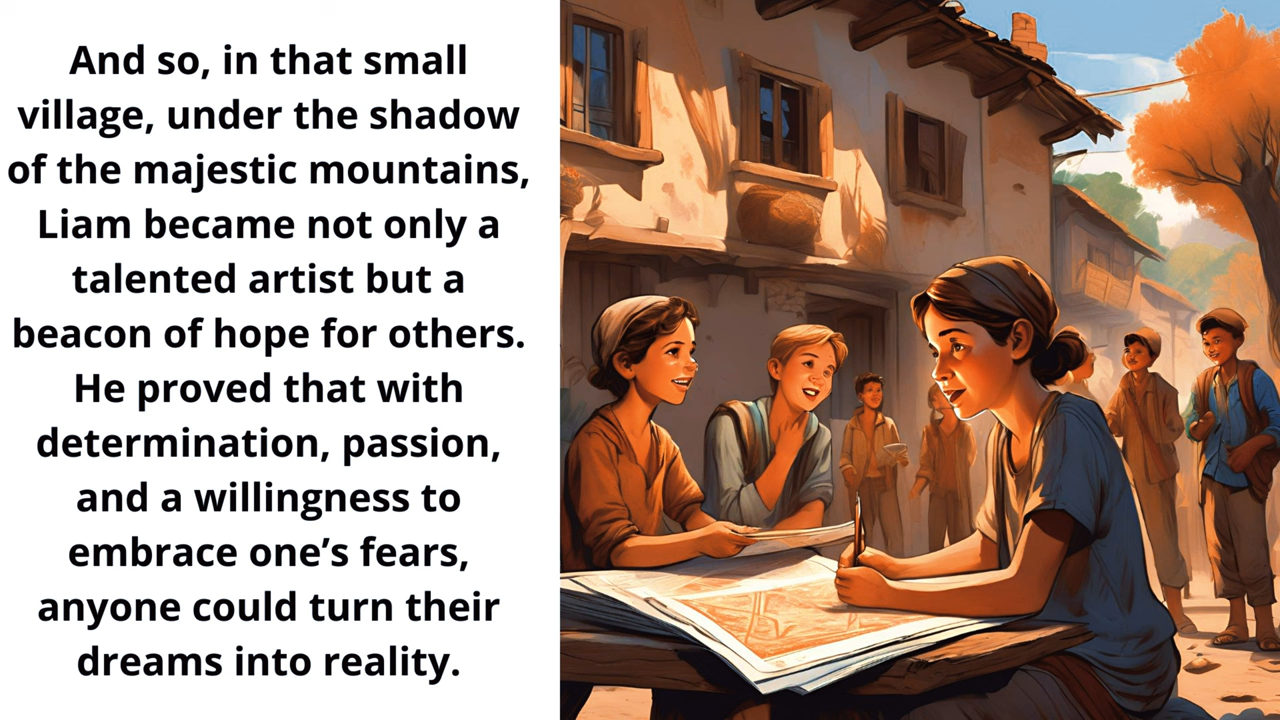 And so, in that small
village, under the shadow
of the majestic mountains,
Liam became not only a
talented artist but a
beacon of hope for others.
He proved that with
determination, passion,
and a willingness to
embrace one’s fears,
anyone could turn their
dreams into reality.